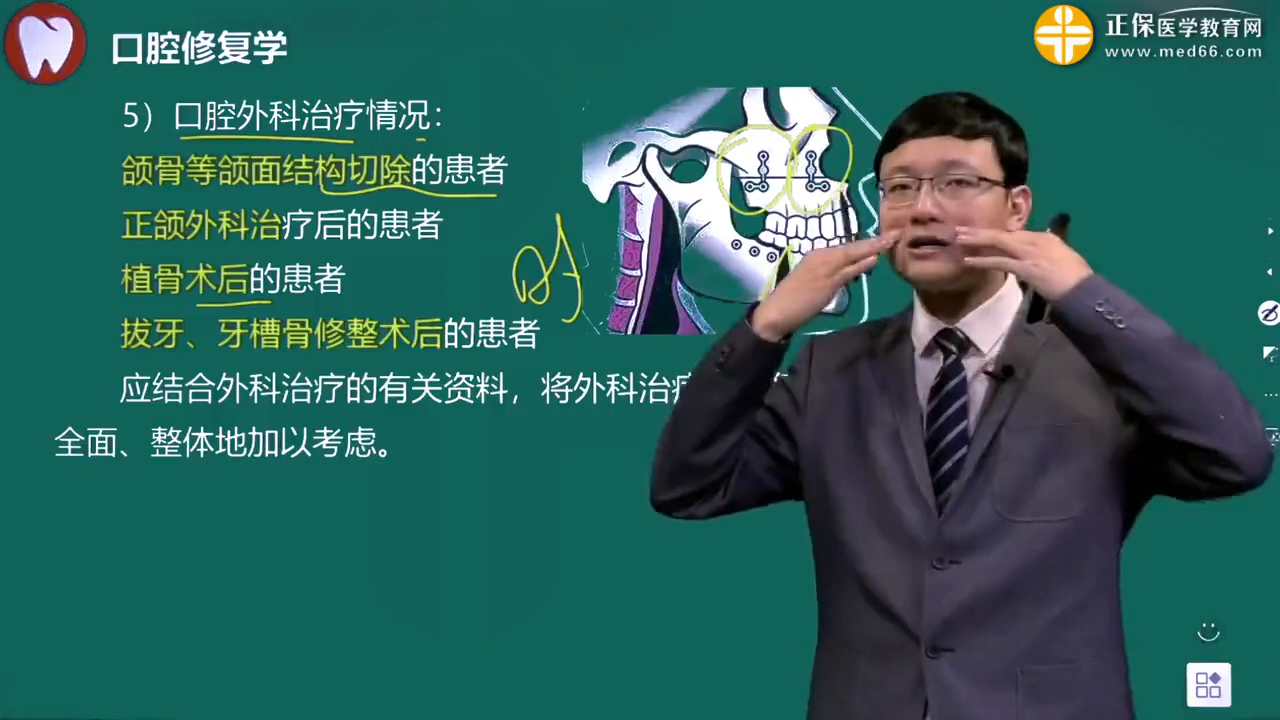 口腔修复学
正保医学教育网
www.med66.com
5）口腔外科治疗情况：
颌骨等颌面结构切除的患者
正颌外科治疗后的患者
植骨术后的患者
拔牙、牙槽骨修整术后的患者
应结合外科治疗的有关资料，将外科治
全面、整体地加以考虑。